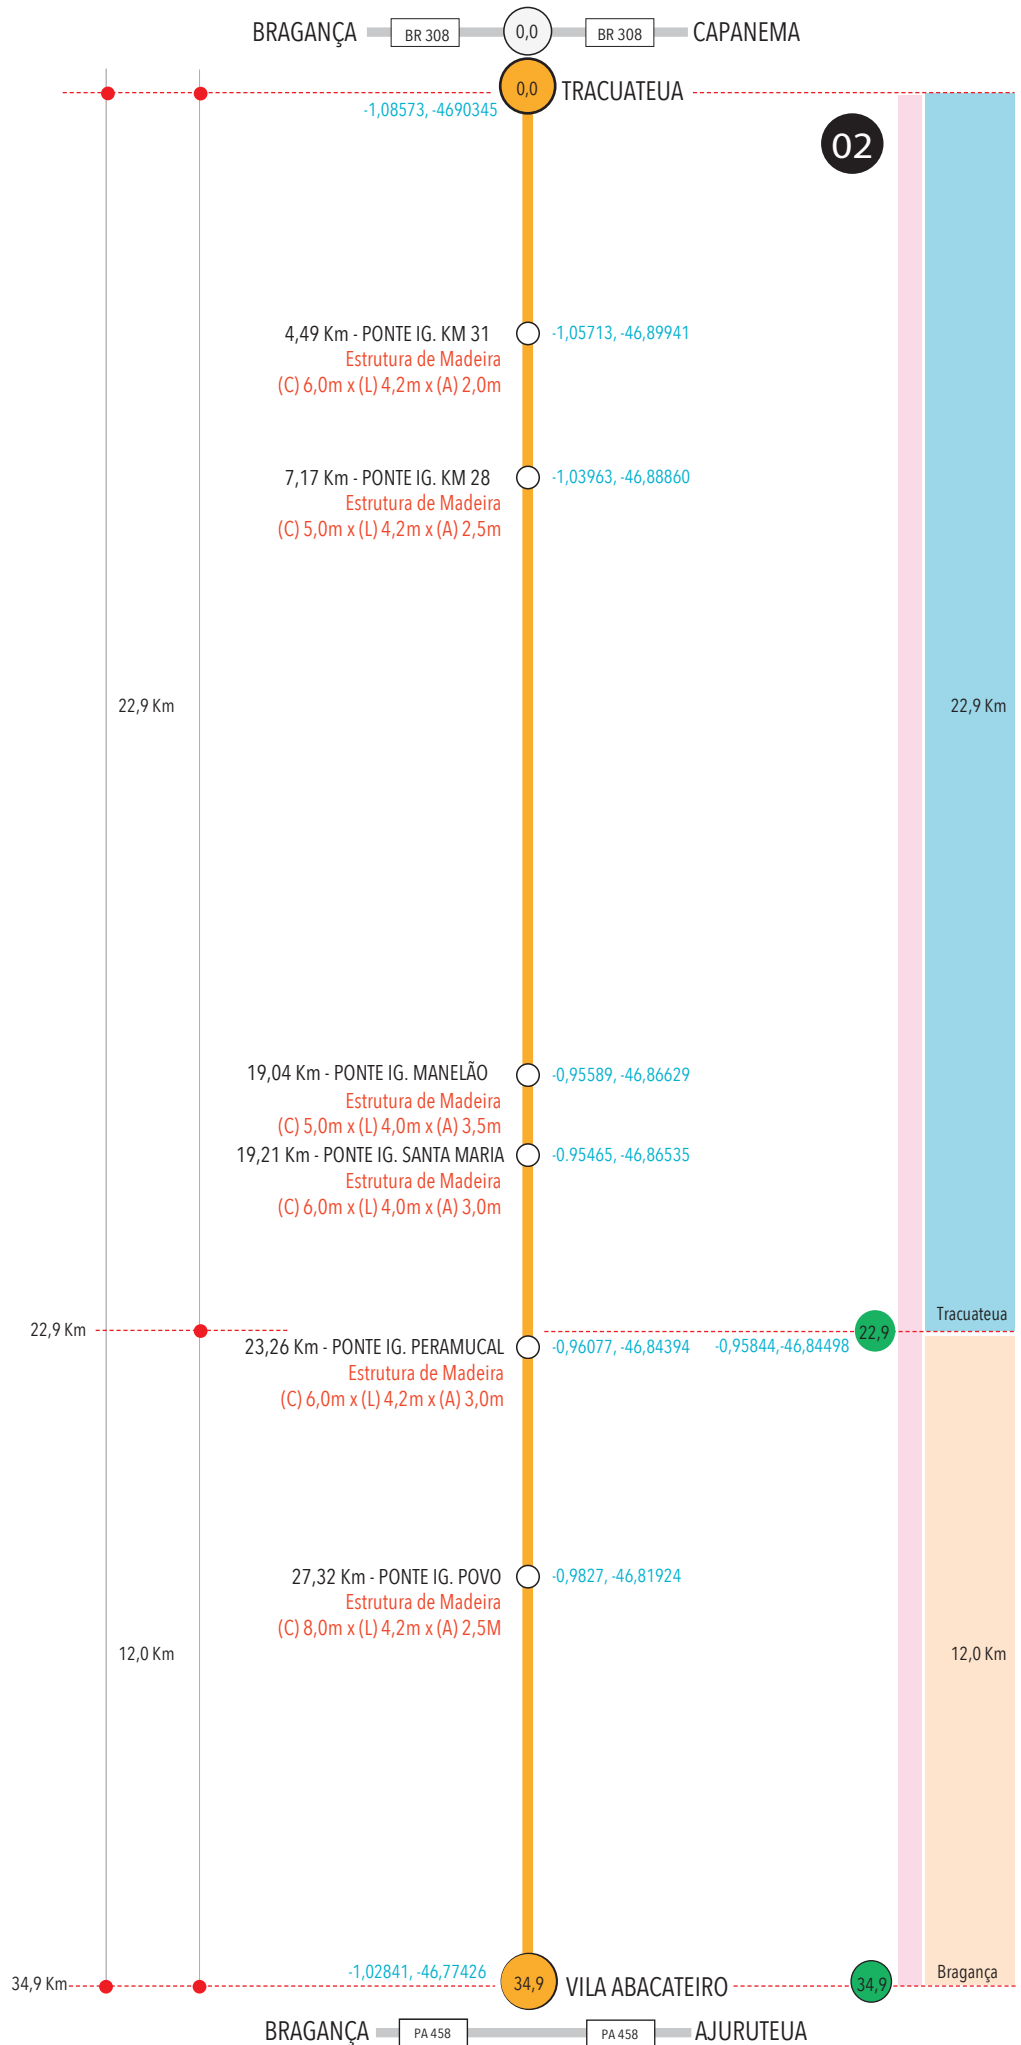 BRAGANÇA BR 308 0,0 BR 308 CAPANEMA
0,0 TRACUATEUA
-1,08573, -4690345
02
4,49 Km - PONTE IG. KM 31 -1,05713, -46,89941
Estrutura de Madeira
(C) 6,0m x (L) 4,2m x (A) 2,0m
7,17 Km - PONTE IG. KM 28 -1,03963, -46,88860
Estrutura de Madeira
(C) 5,0m x (L) 4,2m x (A) 2,5m
22,9 Km 22,9 Km
19,04 Km - PONTE IG. MANELÃO -0,95589, -46,86629
Estrutura de Madeira
(C) 5,0m x (L) 4,0m x (A) 3,5m
19,21 Km - PONTE IG. SANTA MARIA -0.95465, -46,86535
Estrutura de Madeira
(C) 6,0m x (L) 4,0m x (A) 3,0m
Tracuateua
22,9 Km 22,9
23,26 Km - PONTE IG. PERAMUCAL -0,96077, -46,84394 -0,95844,-46,84498
Estrutura de Madeira
(C) 6,0m x (L) 4,2m x (A) 3,0m
27,32 Km - PONTE IG. POVO -0,9827, -46,81924
Estrutura de Madeira
(C) 8,0m x (L) 4,2m x (A) 2,5M
12,0 Km 12,0 Km
-1,02841, -46,77426 Bragança
34,9 Km 34,9 VILA ABACATEIRO 34,9
BRAGANÇA PA 458 PA 458 AJURUTEUA